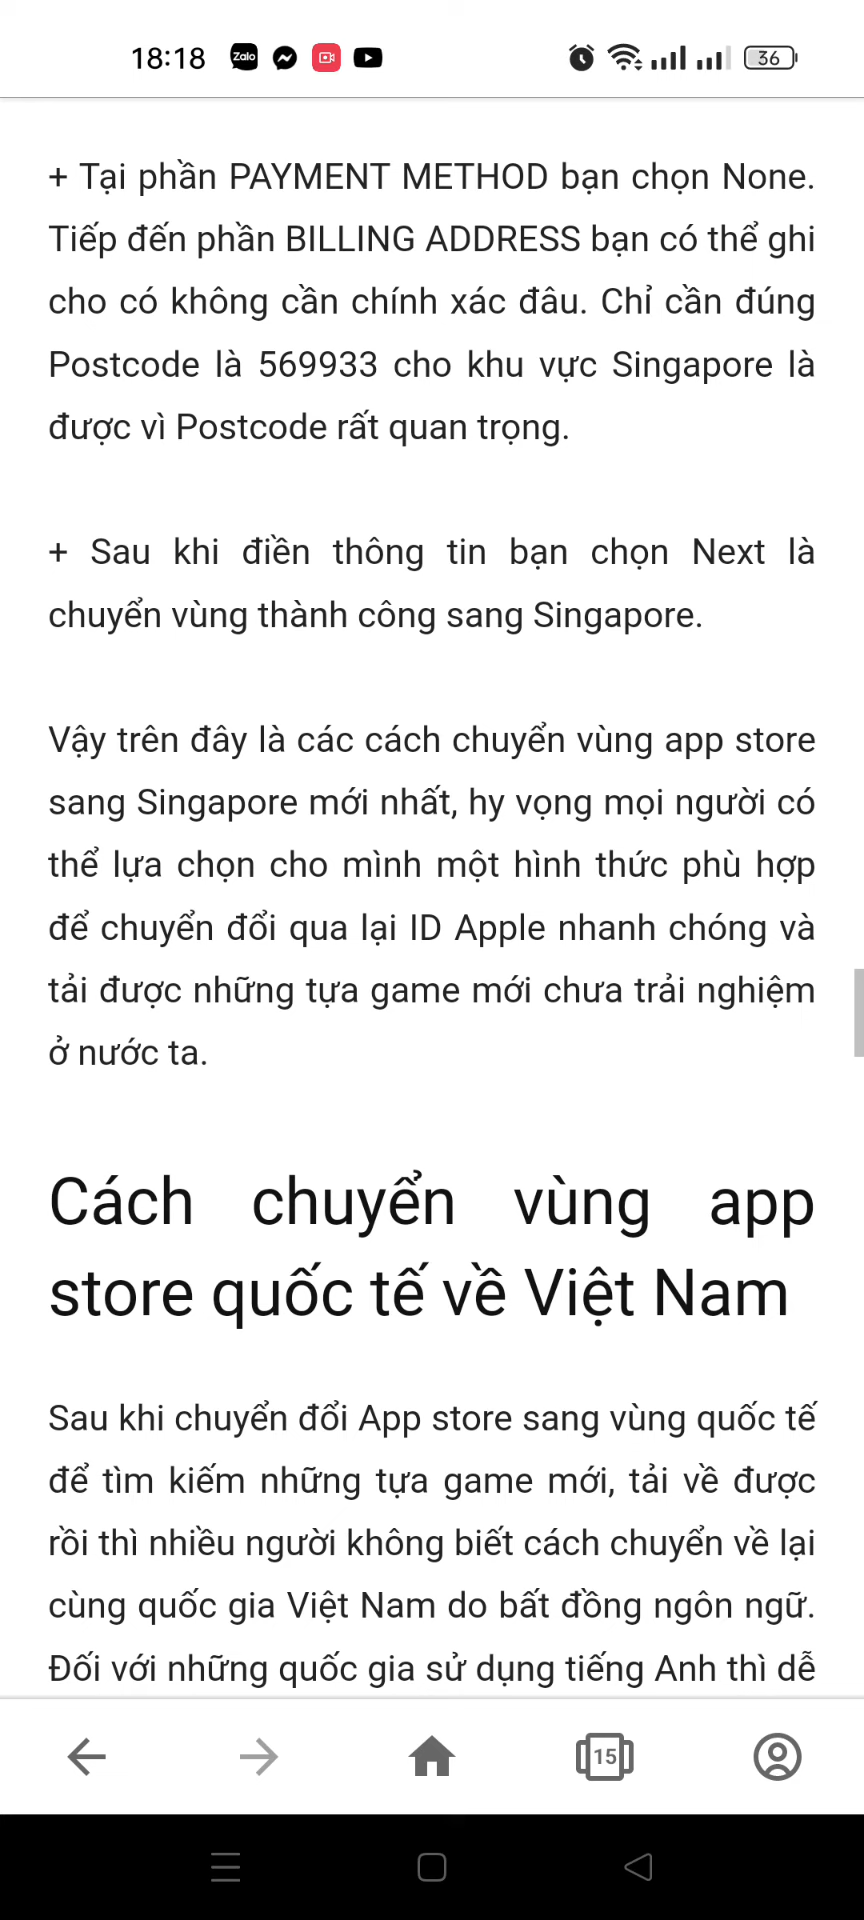 18:18 Zalo 36
+ Tại phần PAYMENT METHOD bạn chọn None.
Tiếp đến phần BILLING ADDRESS bạn có thể ghi
cho có không cần chính xác đâu. Chỉ cần đúng
Postcode là 569933 cho khu vực Singapore là
được vì Postcode rất quan trọng.
+ Sau khi điền thông tin bạn chọn Next là
chuyển vùng thành công sang Singapore.
Vậy trên đây là các cách chuyển vùng app store
sang Singapore mới nhất, hy vọng mọi người có
thể lựa chọn cho mình một hình thức phù hợp
để chuyển đổi qua lại ID Apple nhanh chóng và
tải được những tựa game mới chưa trải nghiệm
ở nước ta.
Cách chuyển vùng app
store quốc tế về Việt Nam
Sau khi chuyển đổi App store sang vùng quốc tế
để tìm kiếm những tựa game mới, tải về được
rồi thì nhiều người không biết cách chuyển về lại
cùng quốc gia Việt Nam do bất đồng ngôn ngữ.
Đối với những quốc gia sử dụng tiếng Anh thì dễ
15